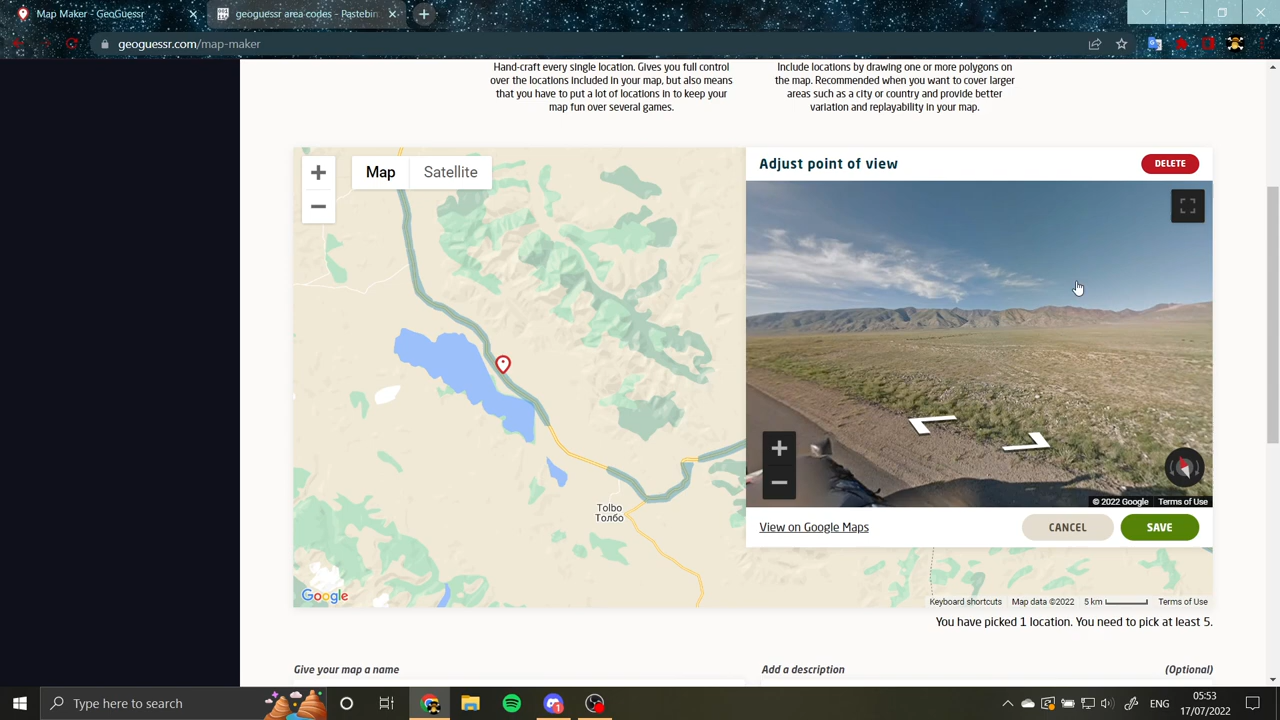 Map Maker - GeoGuessr
geoguessr area codes - Pastebin
geoguessr.com/map-maker
Hand-craft every single location. Gives you full control
over the locations included in your map, but also means
that you have to put a lot of locations in to keep your
map fun over several games.
Include locations by drawing one or more polygons on
the map. Recommended when you want to cover larger
areas such as a city or country and provide better
variation and replayability in your map.
Map
Satellite
Adjust point of view
DELETE
Tolbo
Толбо
© 2022 Google
Terms of Use
View on Google Maps
CANCEL
SAVE
Google
Keyboard shortcuts
Map data ©2022
5 km
Terms of Use
You have picked 1 location. You need to pick at least 5.
Give your map a name
Add a description
(Optional)
Type here to search
ENG
05:53
17/07/2022